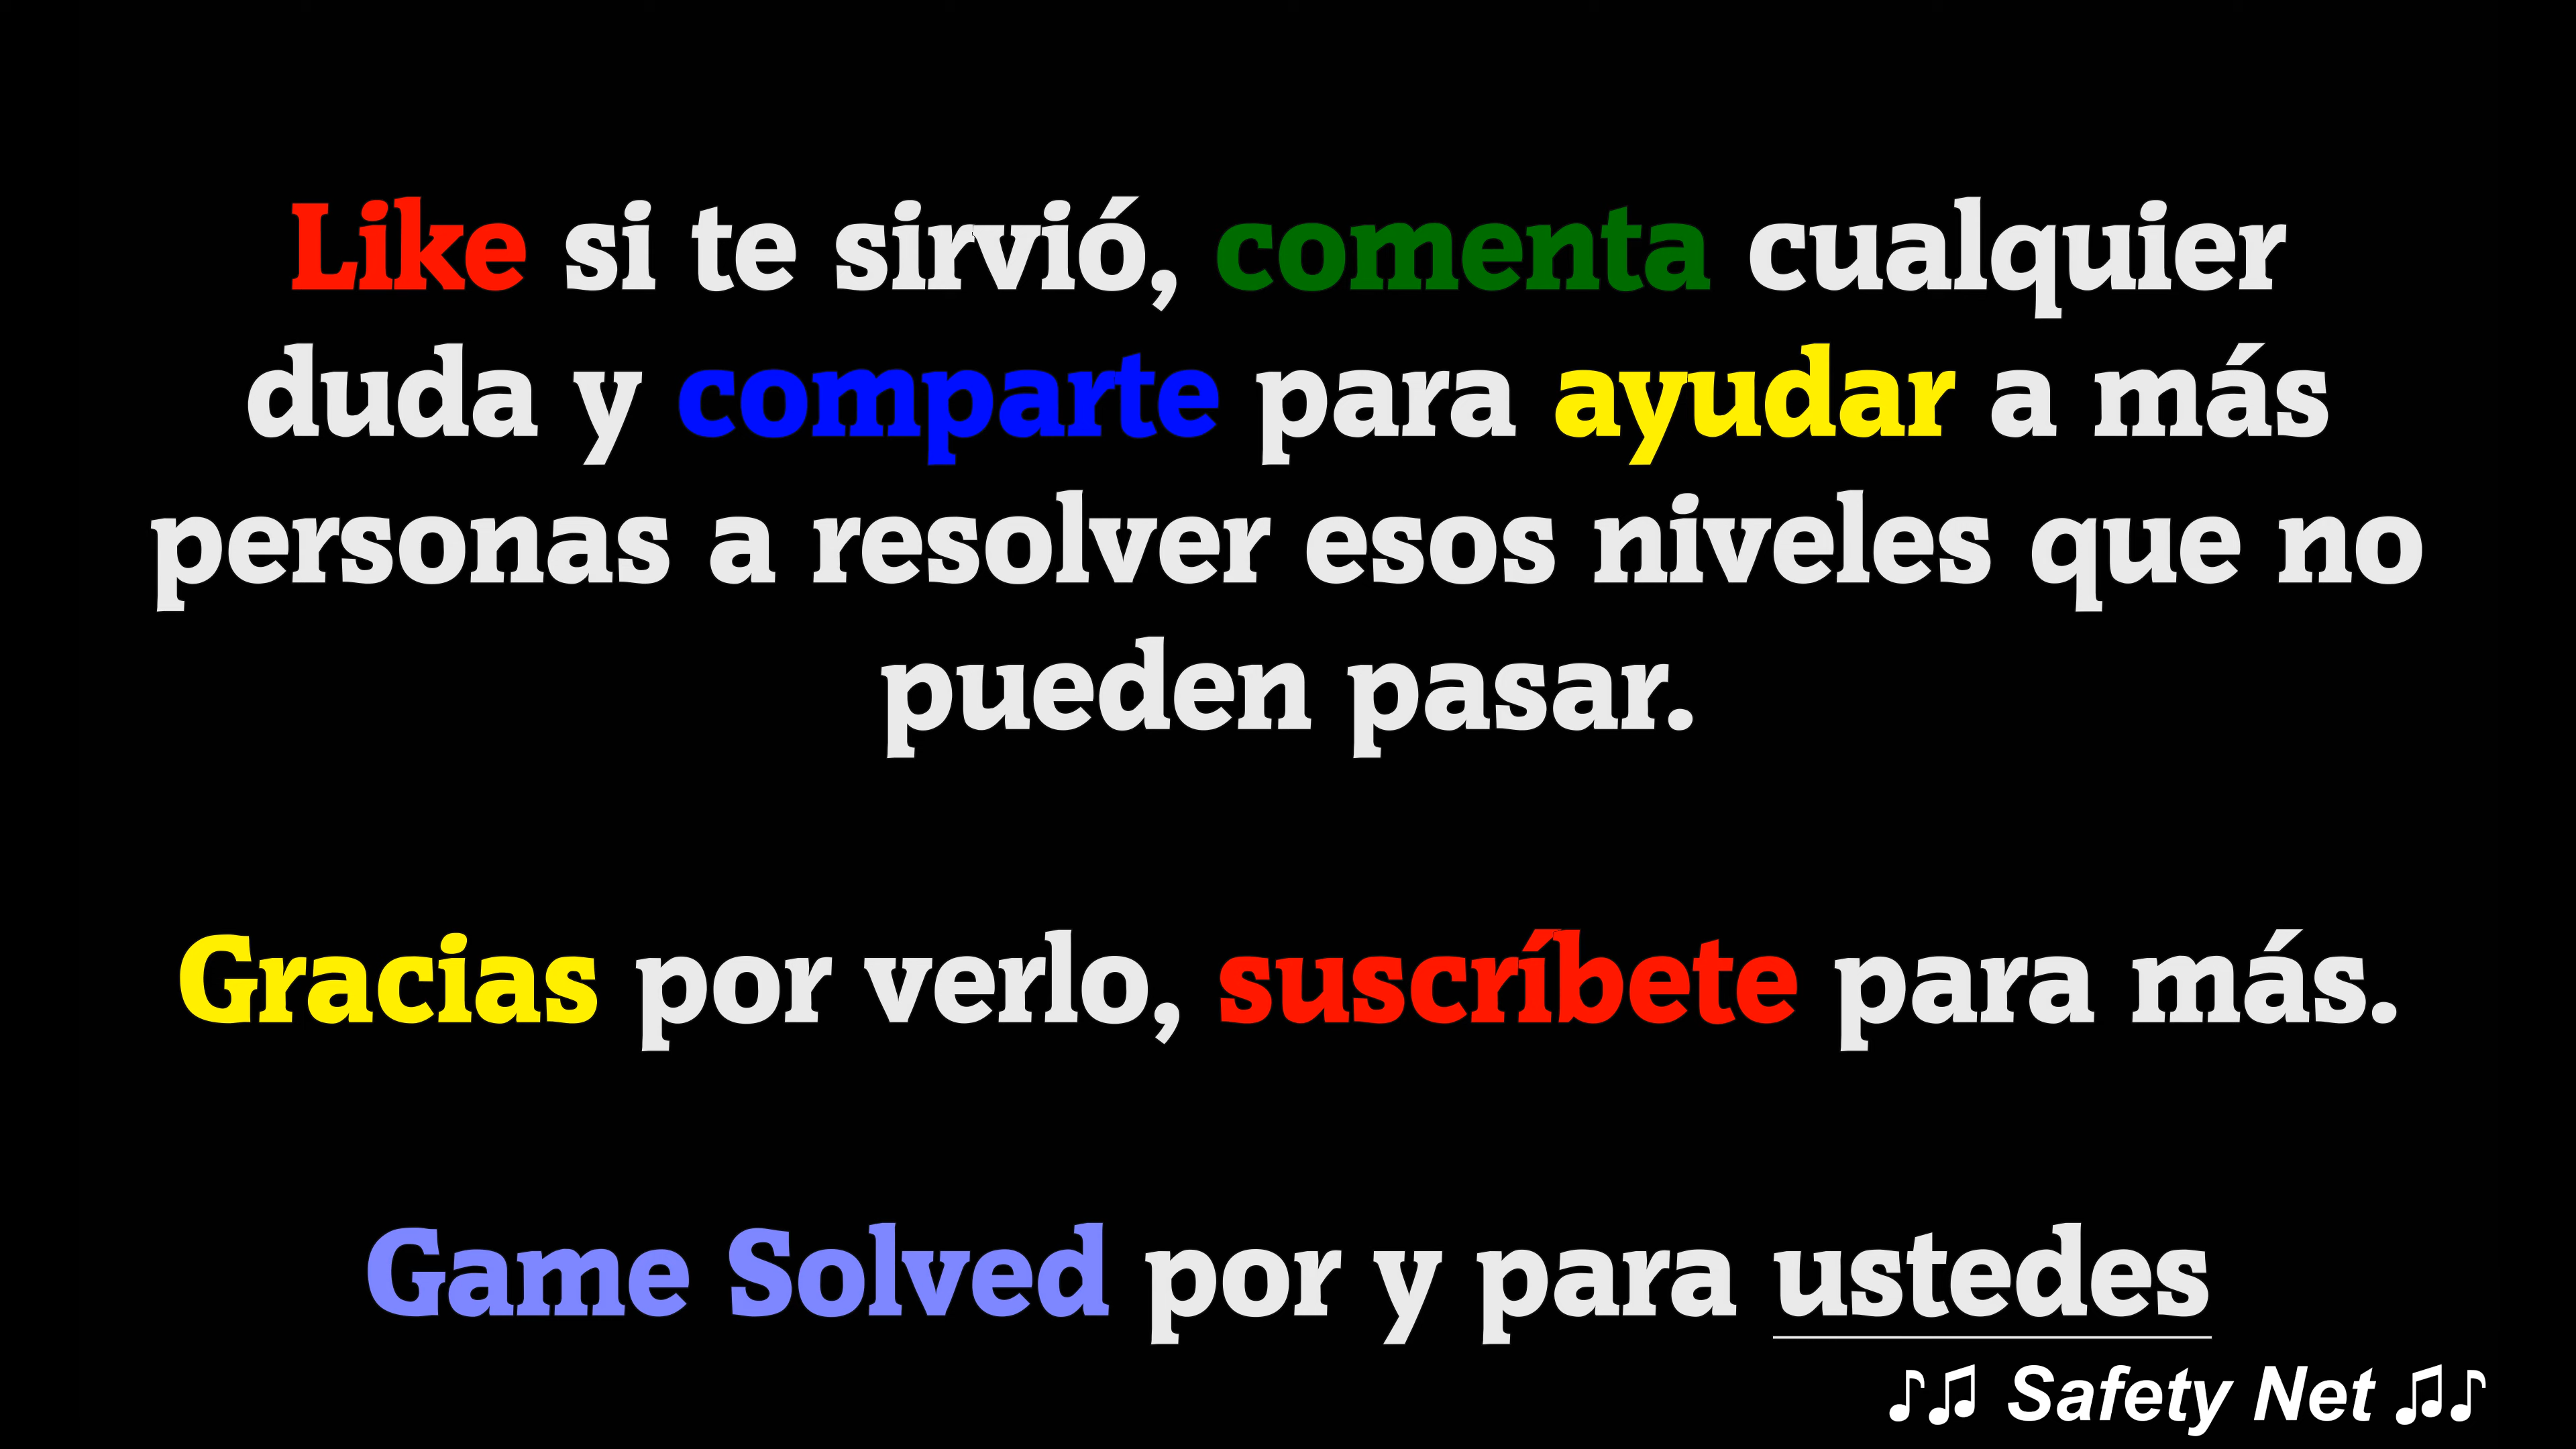 Like si te sirvió, comenta cualquier
duda y comparte para ayudar a más
personas a resolver esos niveles que no
pueden pasar.
Gracias por verlo, suscríbete para más.
Game Solved por y para ustedes
♪♫ Safety Net ♫♪